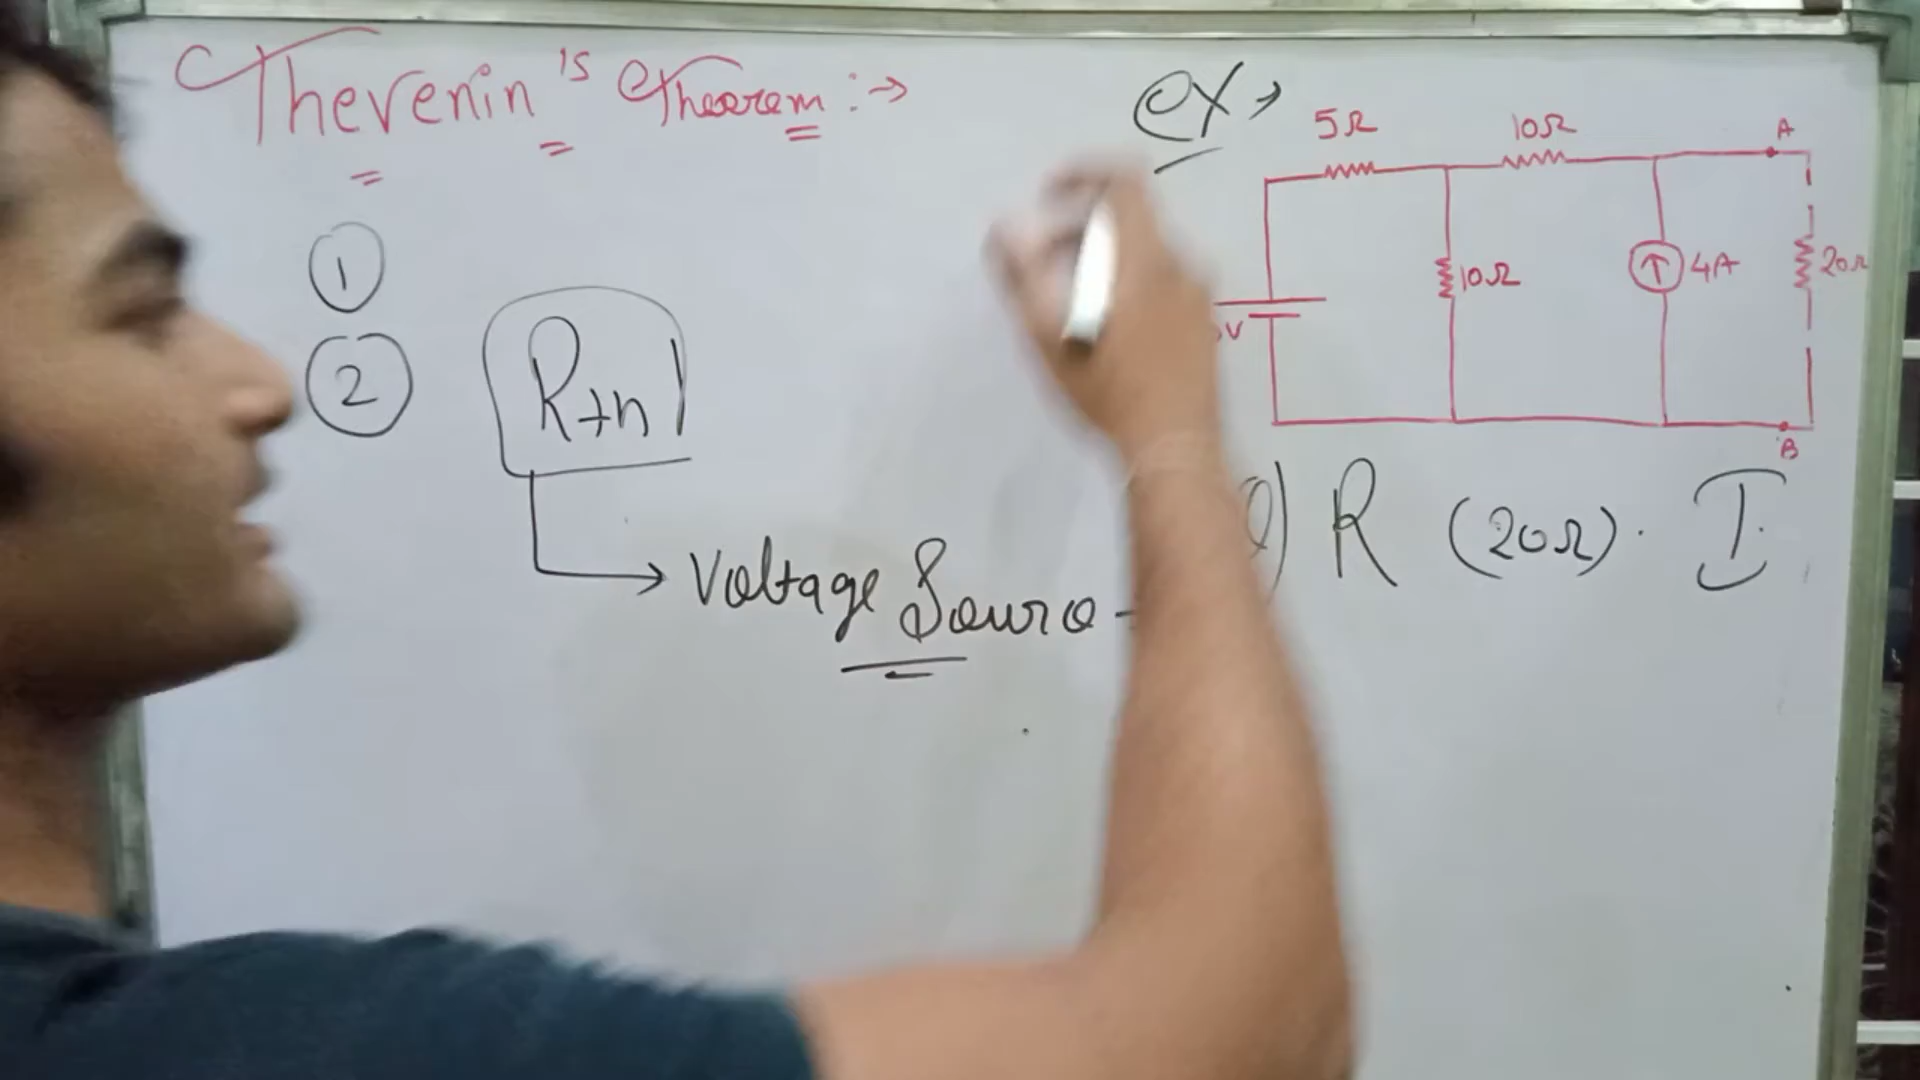 Thevenin's Theorem :→
①
②
Rth
→ Voltage Source
ex→
5Ω
10Ω
A
10Ω
4A
20Ω
V
B
R (20Ω). I